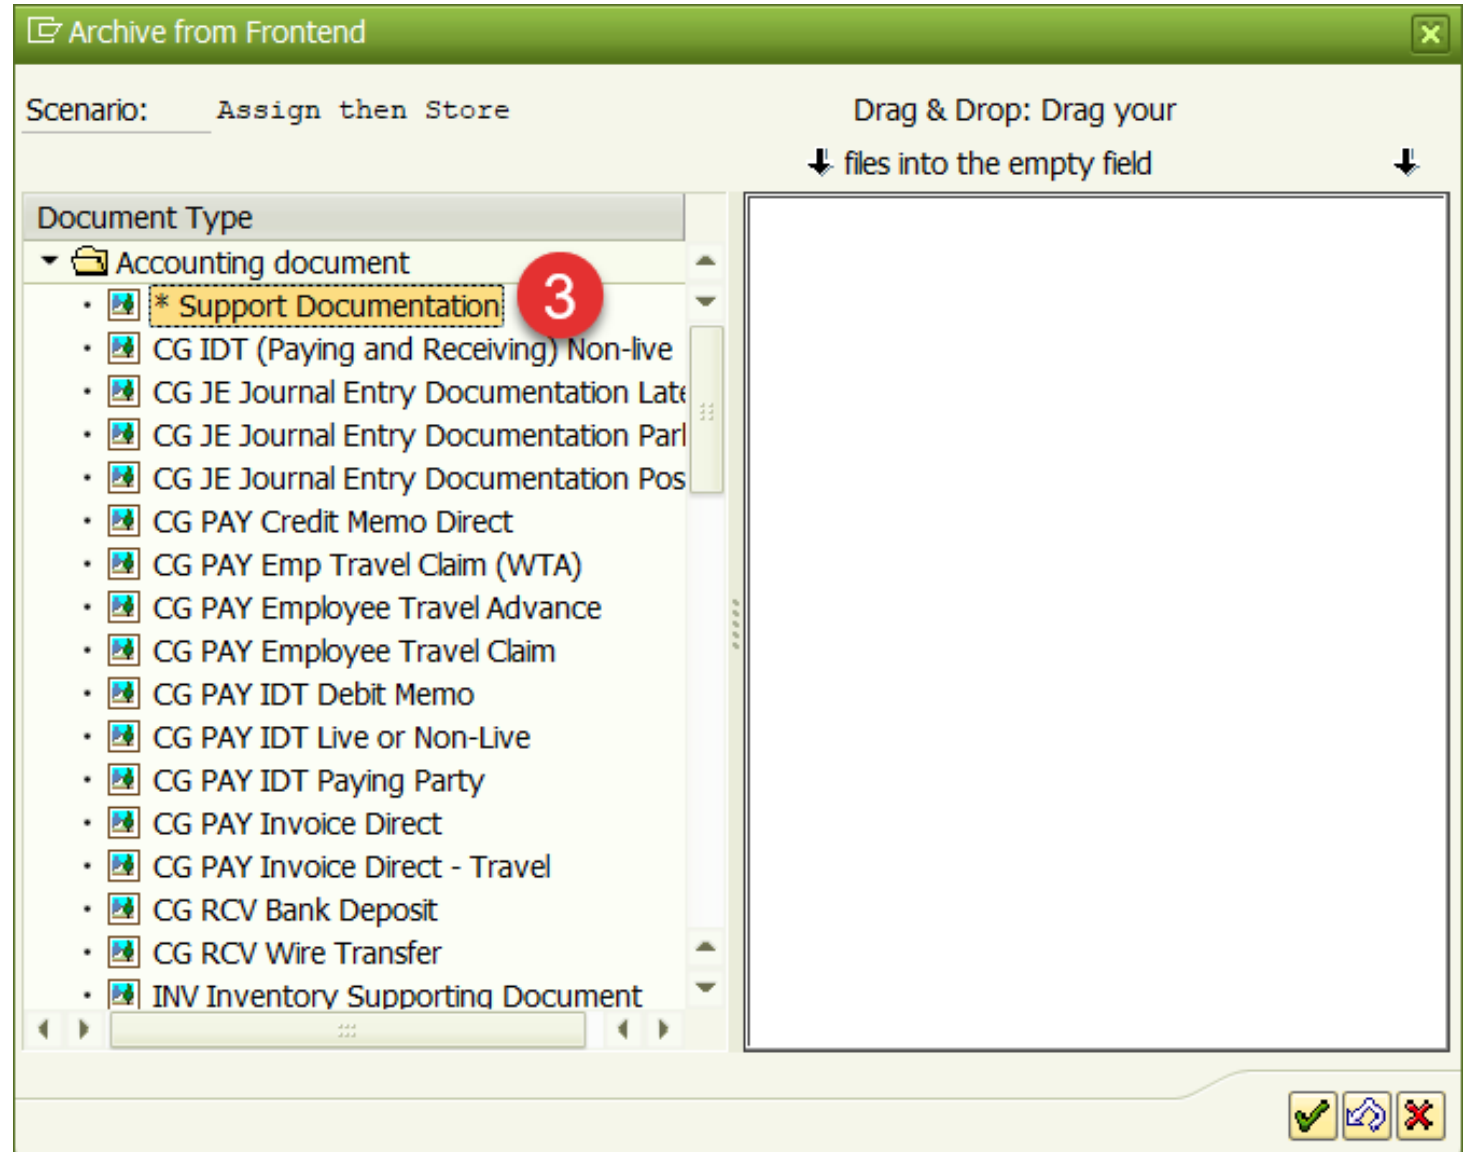 Archive from Frontend
Scenario: Assign then Store
Drag & Drop: Drag your
files into the empty field
Document Type
Accounting document
* Support Documentation
3
CG IDT (Paying and Receiving) Non-live
CG JE Journal Entry Documentation Late
CG JE Journal Entry Documentation Par
CG JE Journal Entry Documentation Pos
CG PAY Credit Memo Direct
CG PAY Emp Travel Claim (WTA)
CG PAY Employee Travel Advance
CG PAY Employee Travel Claim
CG PAY IDT Debit Memo
CG PAY IDT Live or Non-Live
CG PAY IDT Paying Party
CG PAY Invoice Direct
CG PAY Invoice Direct - Travel
CG RCV Bank Deposit
CG RCV Wire Transfer
INV Inventory Supporting Document